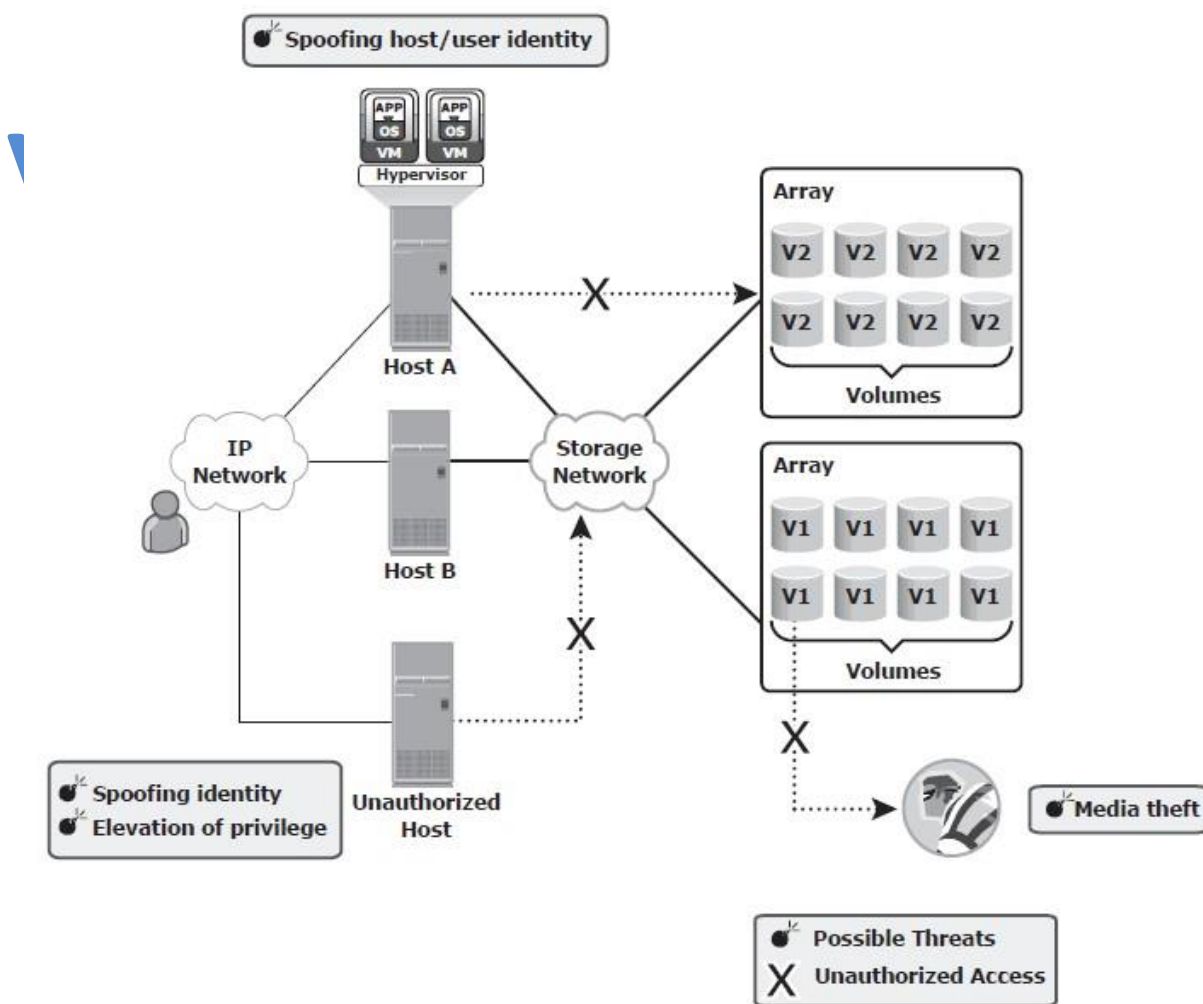 Spoofing host/user identity
APP
APP
OS
OS
VM
VM
Hypervisor
Host A
X
Array
V2 V2 V2 V2
V2 V2 V2 V2
Volumes
IP
Network
Storage
Network
Host B
Array
V1 V1 V1 V1
V1 V1 V1 V1
Volumes
X
X
Unauthorized
Host
Spoofing identity
Elevation of privilege
Media theft
Possible Threats
X Unauthorized Access